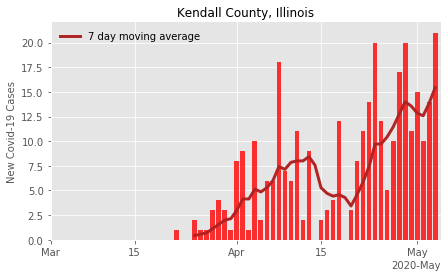 Kendall County, Illinois
7 day moving average
New Covid-19 Cases
20.0
17.5
15.0
12.5
10.0
7.5
5.0
2.5
0.0
Mar 15 Apr 15 May
2020-May